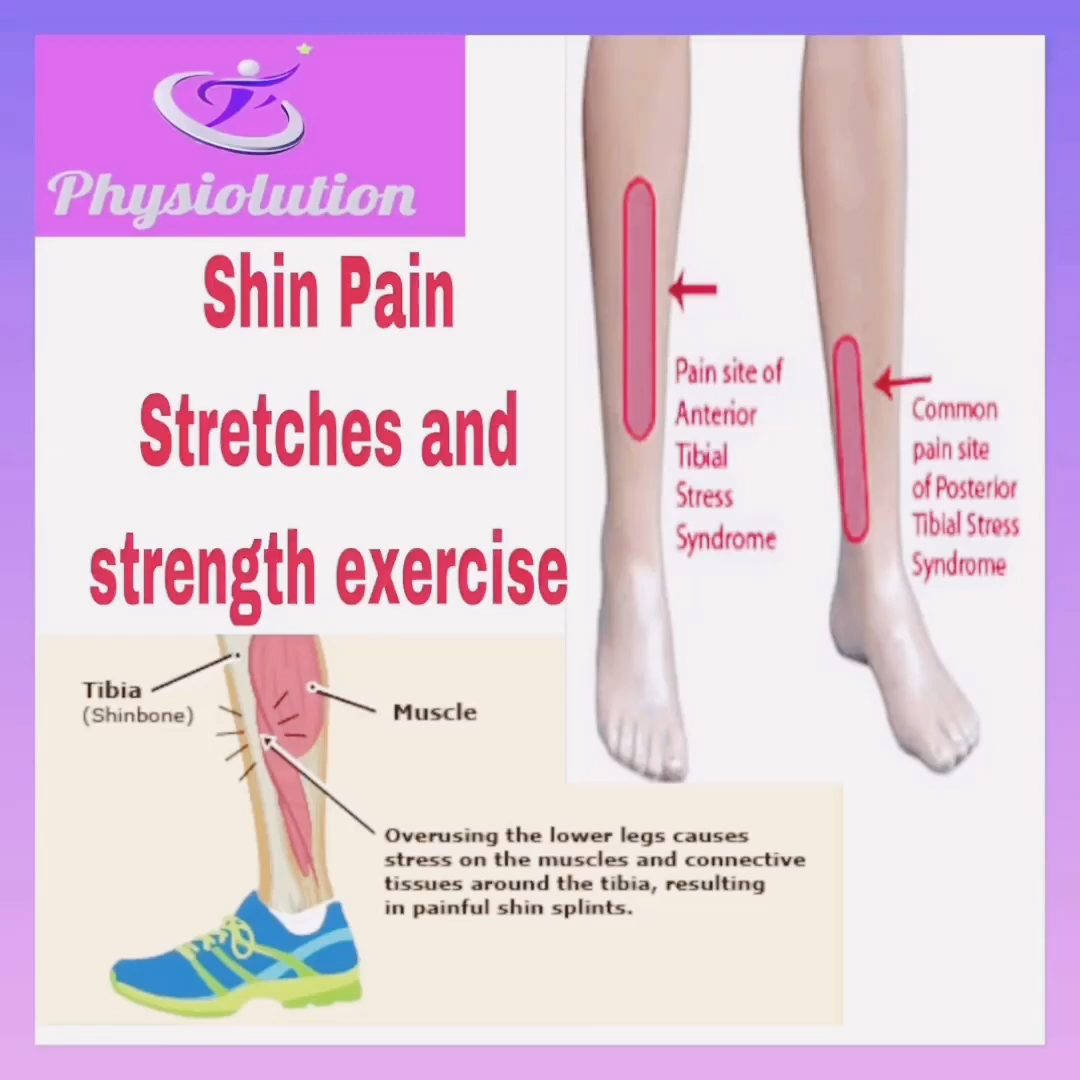 Physiolution
Shin Pain
Stretches and
strength exercise
Pain site of
Anterior
Tibial
Stress
Syndrome
Common
pain site
of Posterior
Tibial Stress
Syndrome
Tibia
(Shinbone)
Muscle
Overusing the lower legs causes
stress on the muscles and connective
tissues around the tibia, resulting
in painful shin splints.